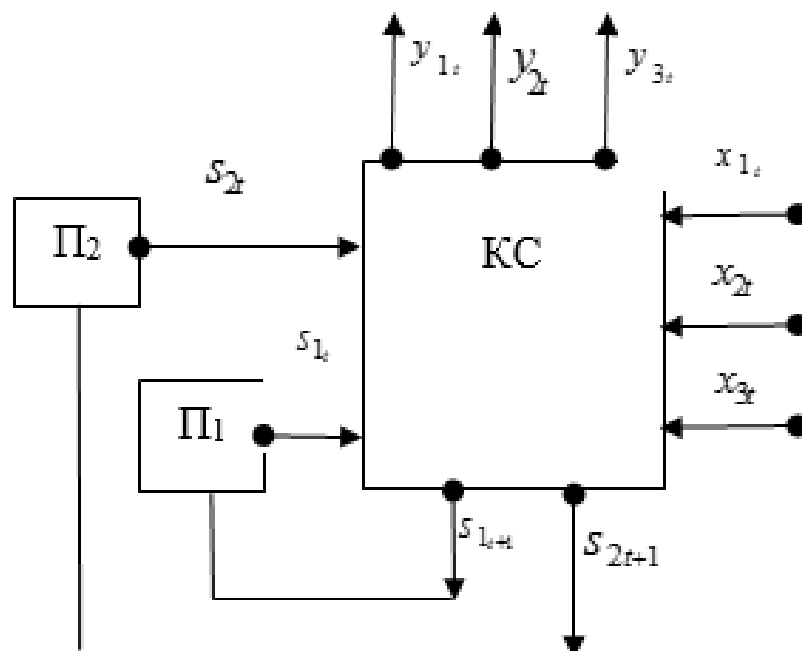 y1t y2t y3t
s2t x1t
П2 КС
x2t
s1t
x3t
П1
s1t+1 s2t+1